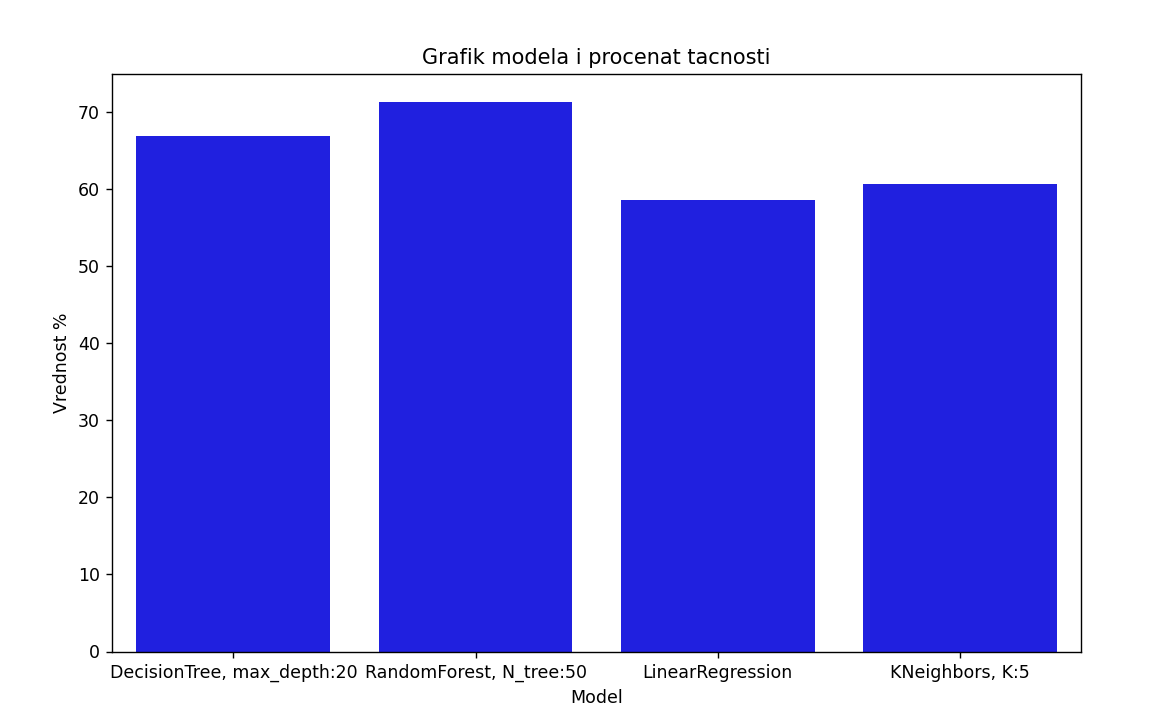 Grafik modela i procenat tacnosti
70
60
50
40
30
20
10
0
Vrednost %
DecisionTree, max_depth:20 RandomForest, N_tree:50 LinearRegression KNeighbors, K:5
Model